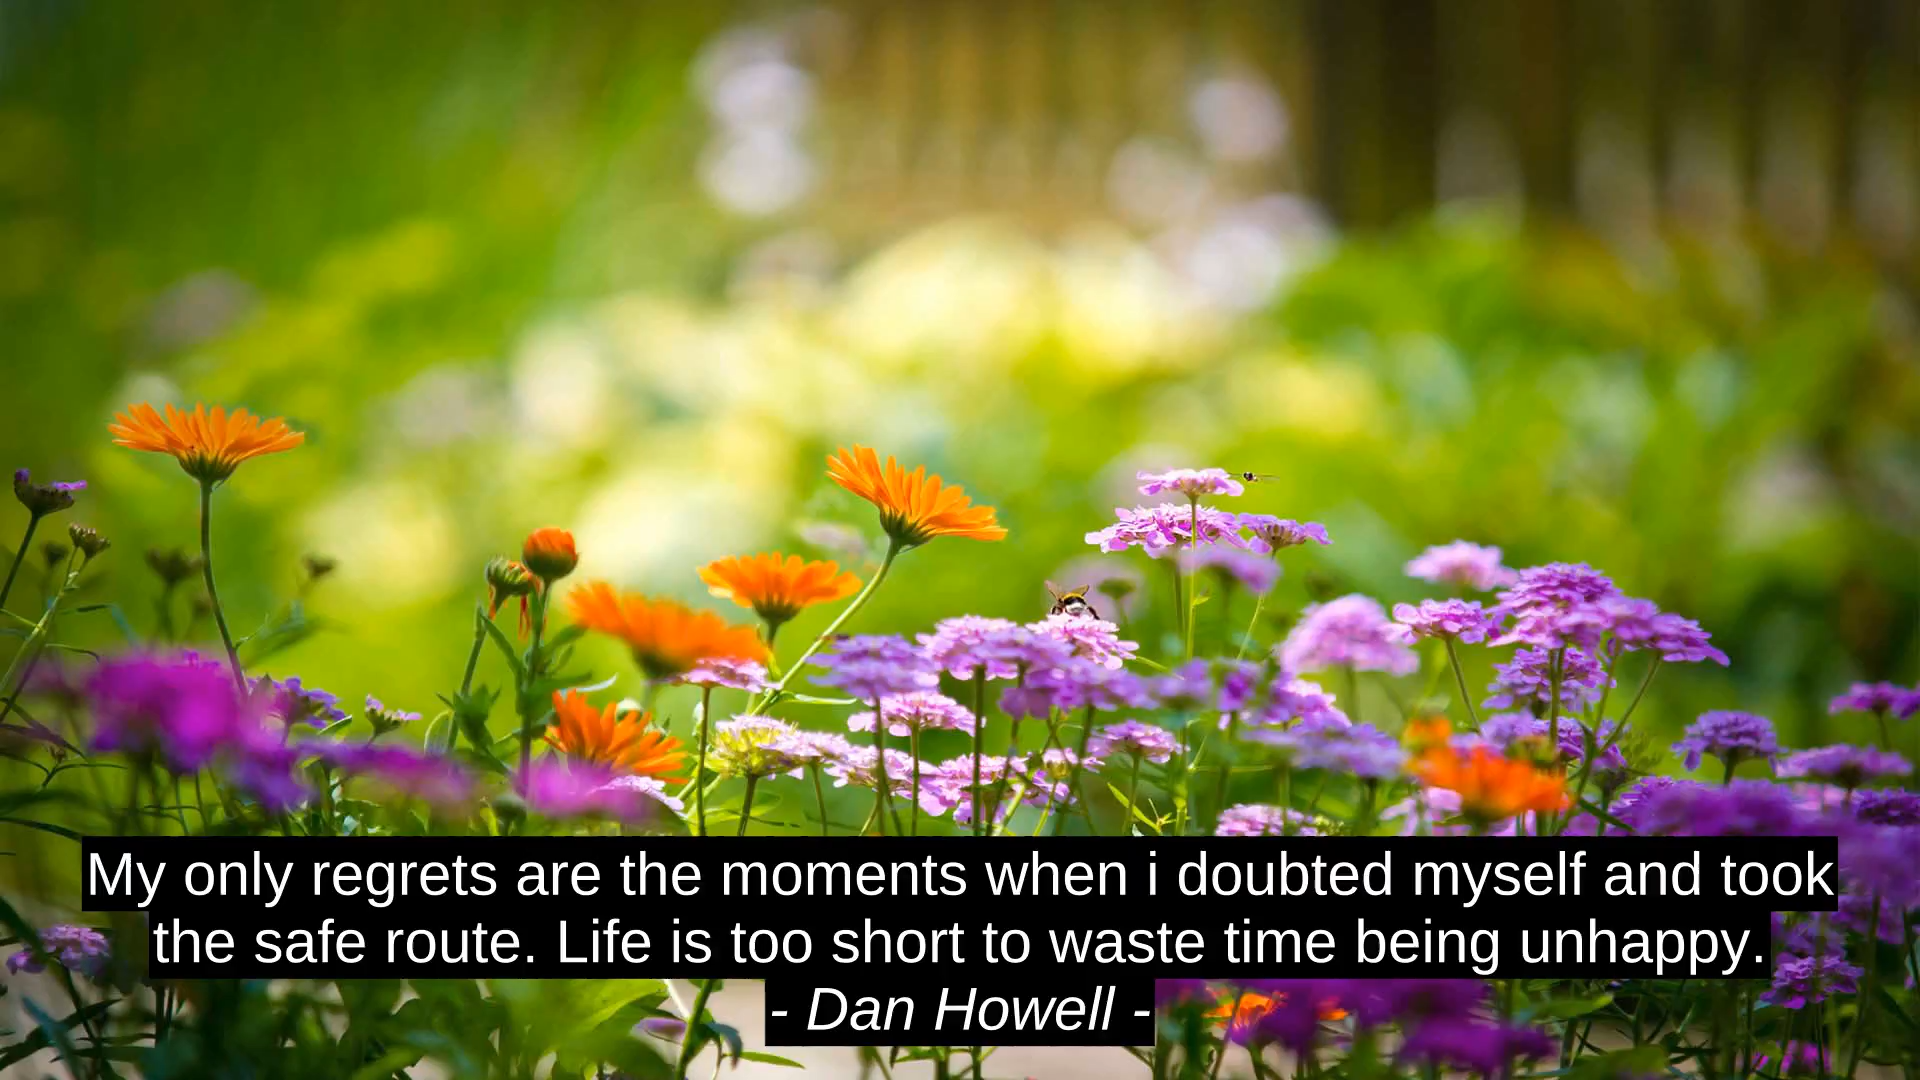 My only regrets are the moments when i doubted myself and took
the safe route. Life is too short to waste time being unhappy.
- Dan Howell -